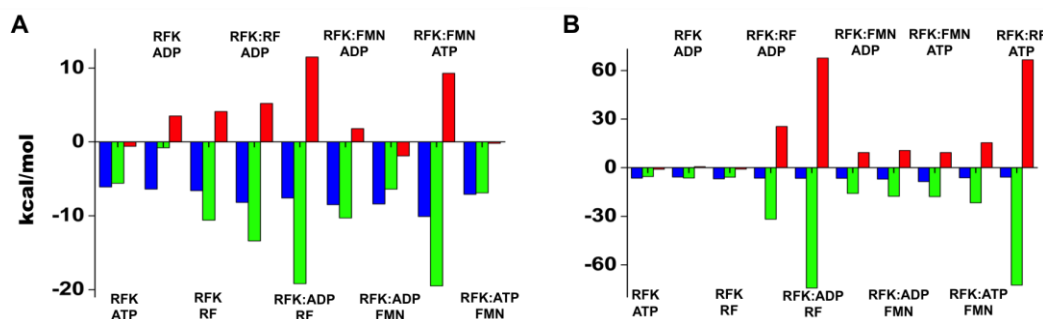 A
RFK
ADP
RFK:RF
ADP
RFK:FMN
ADP
RFK:FMN
ATP
kcal/mol
10
0
-10
-20
RFK
ATP
RFK
RF
RFK:ADP
RF
RFK:ADP
FMN
RFK:ATP
FMN
B
RFK
ADP
RFK:RF
ADP
RFK:FMN
ADP
RFK:FMN
ATP
RFK:RF
ATP
60
30
0
-30
-60
RFK
ATP
RFK
RF
RFK:ADP
RF
RFK:ADP
FMN
RFK:ATP
FMN